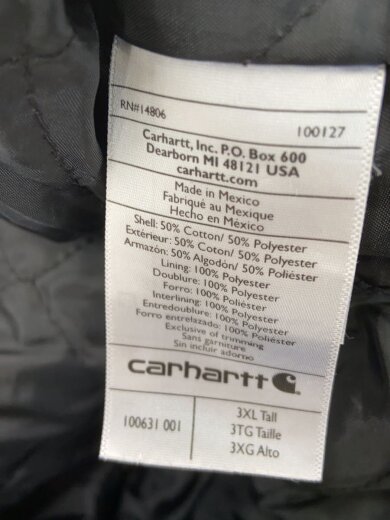 RN#14806 100127
Carhartt, Inc. P.O. Box 600
Dearborn MI 48121 USA
carhartt.com
Made in Mexico
Fabriqué au Mexique
Hecho en México
Shell: 50% Cotton/ 50% Polyester
Extérieur: 50% Coton/ 50% Polyester
Armazón: 50% Algodón/ 50% Poliéster
Lining: 100% Polyester
Doublure: 100% Polyester
Forro: 100% Poliéster
Interlining: 100% Polyester
Entredoublure: 100% Polyester
Forro entrelazado: 100% Poliéster
Exclusive of trimming
Sans garniture
Sin incluir adorno
carhartt
100631 001
3XL Tall
3TG Taille
3XG Alto